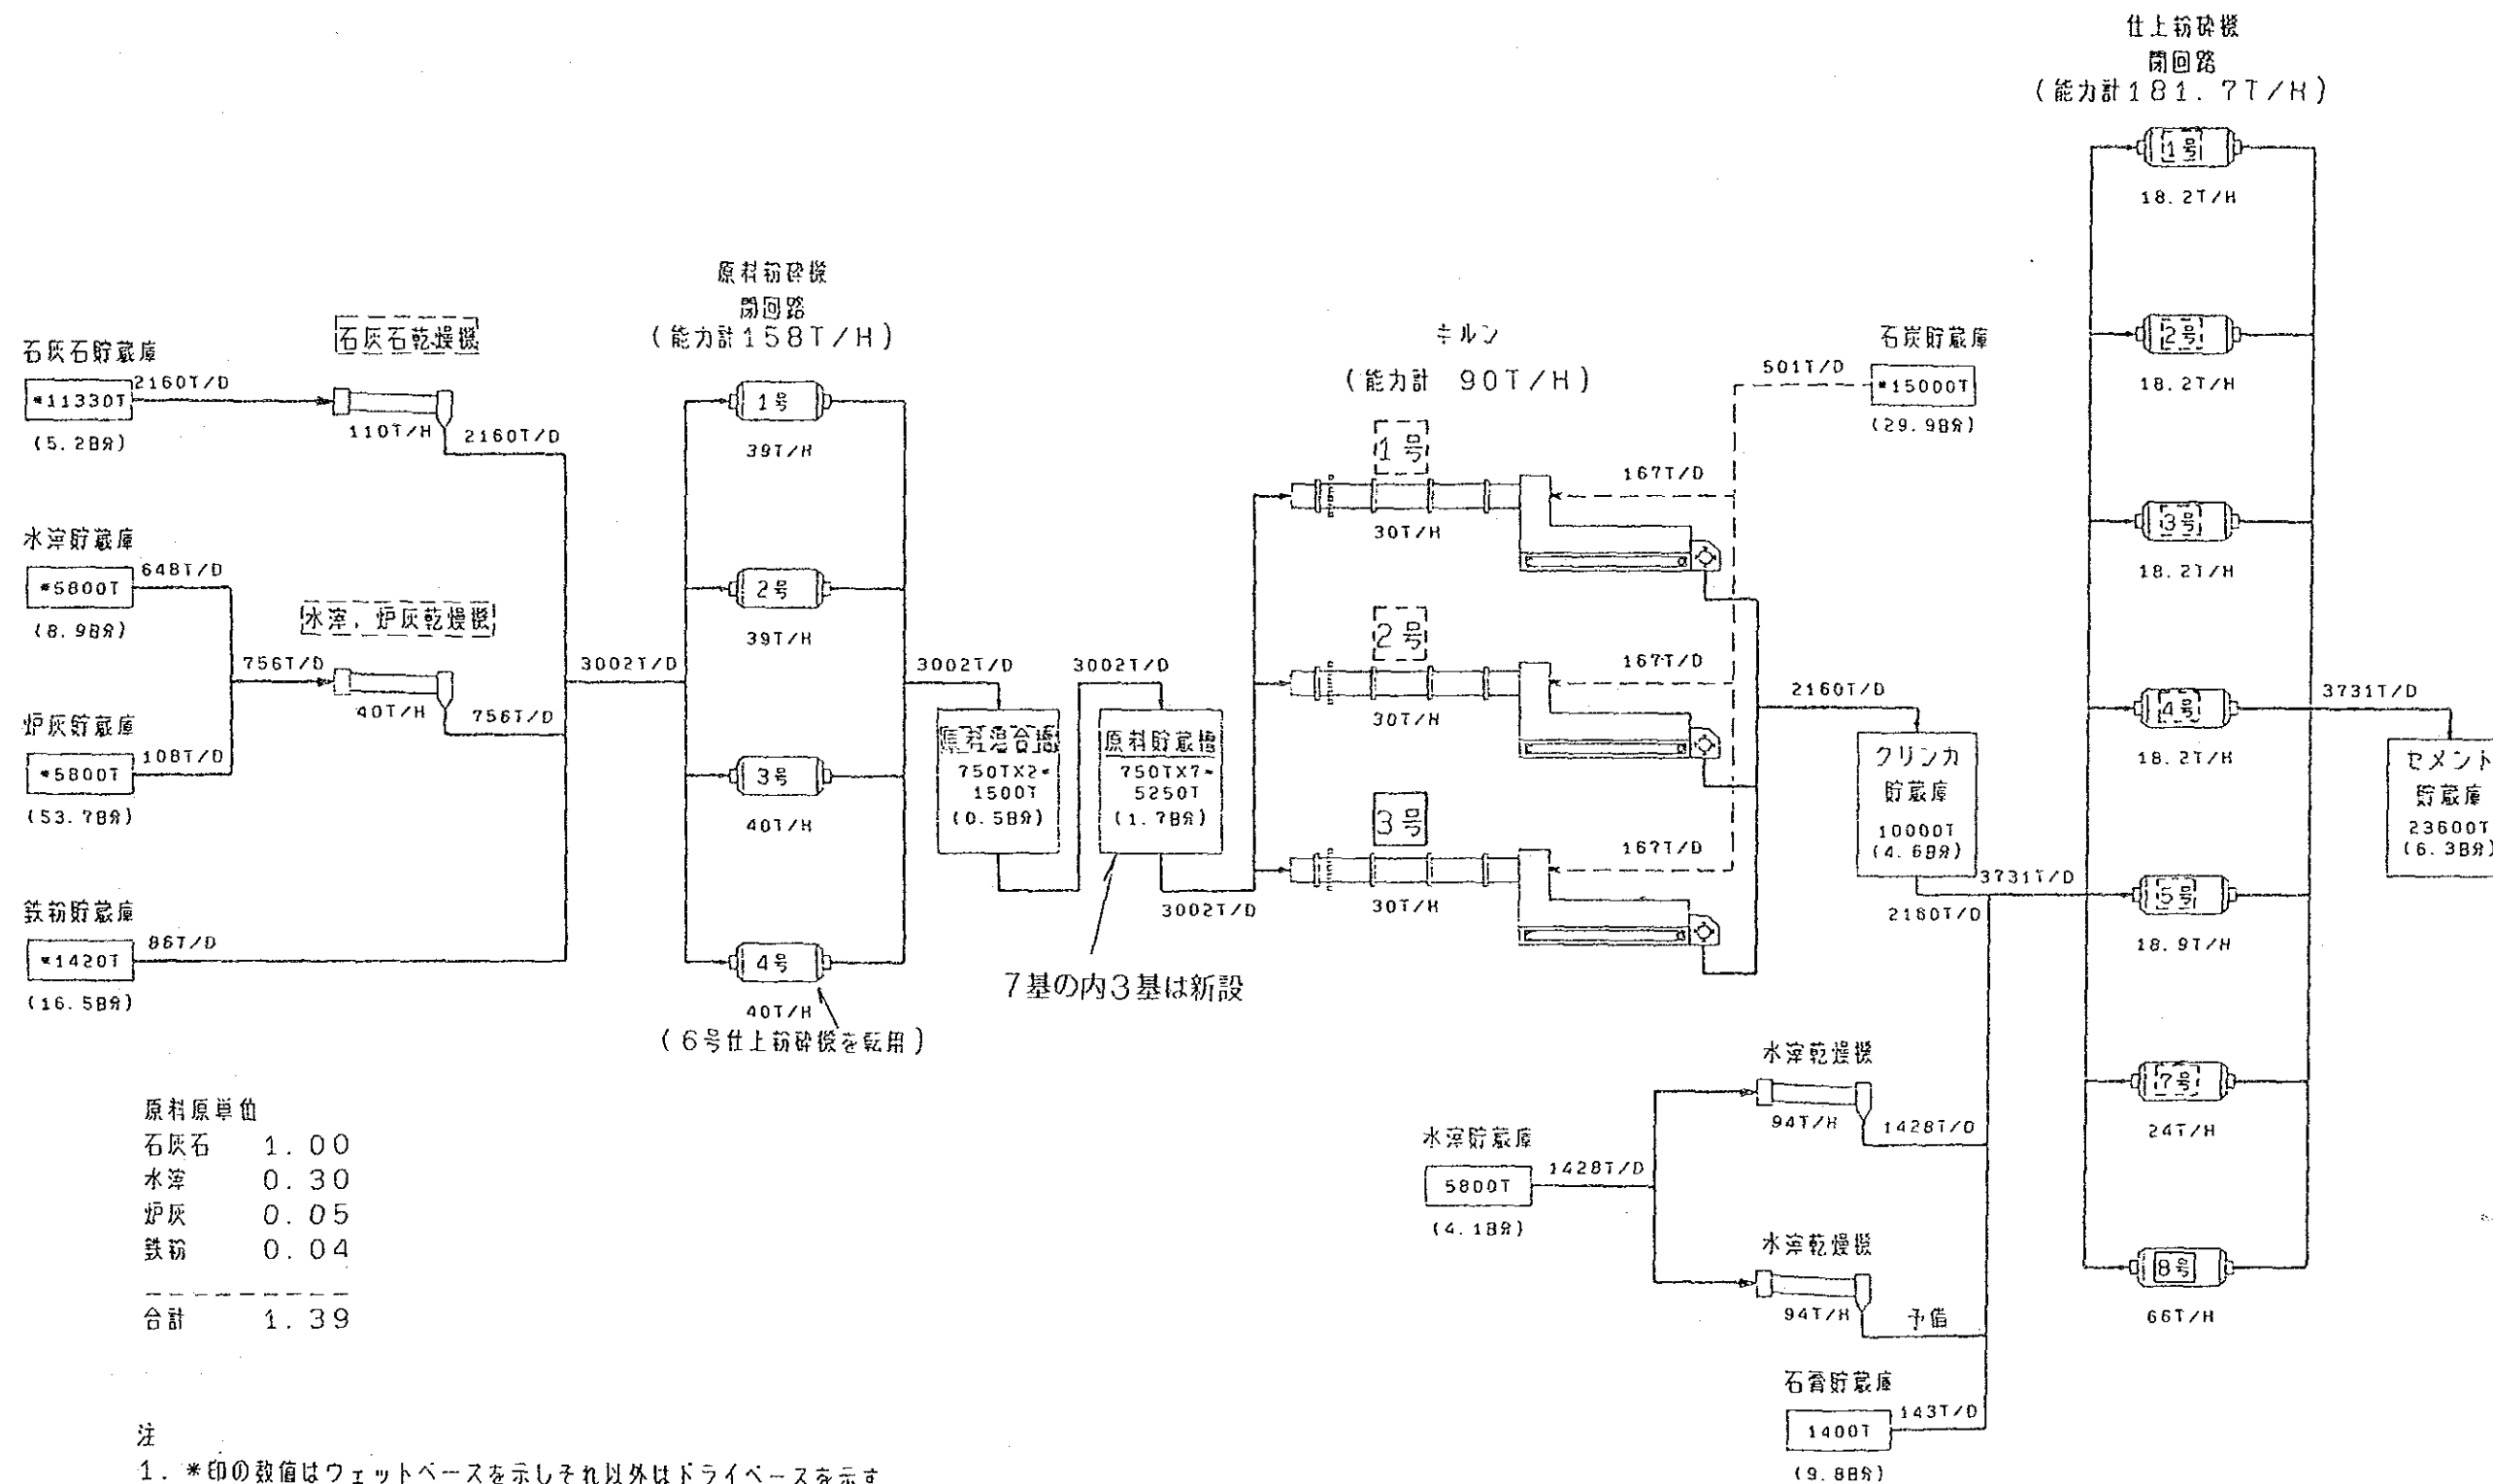 仕上粉砕機
閉回路
(能力計181.7T/H)
1号
18.2T/H
2号
18.2T/H
3号
18.2T/H
4号
18.2T/H
5号
18.9T/H
7号
24T/H
8号
66T/H
3731T/D
セメント
貯蔵庫
23600T
(6.3日分)
石灰石貯蔵庫
*11330T
(5.2日分)
2160T/D
石灰石乾燥機
110T/H
2160T/D
水滓貯蔵庫
*5800T
(8.9日分)
648T/D
水滓,炉灰乾燥機
756T/D
40T/H
756T/D
炉灰貯蔵庫
*5800T
(53.7日分)
108T/D
鉄粉貯蔵庫
*1420T
(16.5日分)
86T/D
3002T/D
原料粉砕機
閉回路
(能力計158T/H)
1号
39T/H
2号
39T/H
3号
40T/H
4号
40T/H
(6号仕上粉砕機を転用)
3002T/D
原料混合槽
750TX2=
1500T
(0.5日分)
3002T/D
原料貯蔵槽
750TX7=
5250T
(1.7日分)
3002T/D
7基の内3基は新設
キルン
(能力計 90T/H)
1号
30T/H
167T/D
2号
30T/H
167T/D
3号
30T/H
167T/D
501T/D
石炭貯蔵庫
*15000T
(29.9日分)
2160T/D
クリンカ
貯蔵庫
10000T
(4.6日分)
3731T/D
2160T/D
水滓貯蔵庫
5800T
(4.1日分)
1428T/D
水滓乾燥機
94T/H
1428T/D
水滓乾燥機
94T/H
予備
石膏貯蔵庫
1400T
(9.8日分)
143T/D
原料原単位
石灰石 1.00
水滓 0.30
炉灰 0.05
鉄粉 0.04
合計 1.39
注
1.*印の数値はウェットベースを示しそれ以外はドライベースを示す